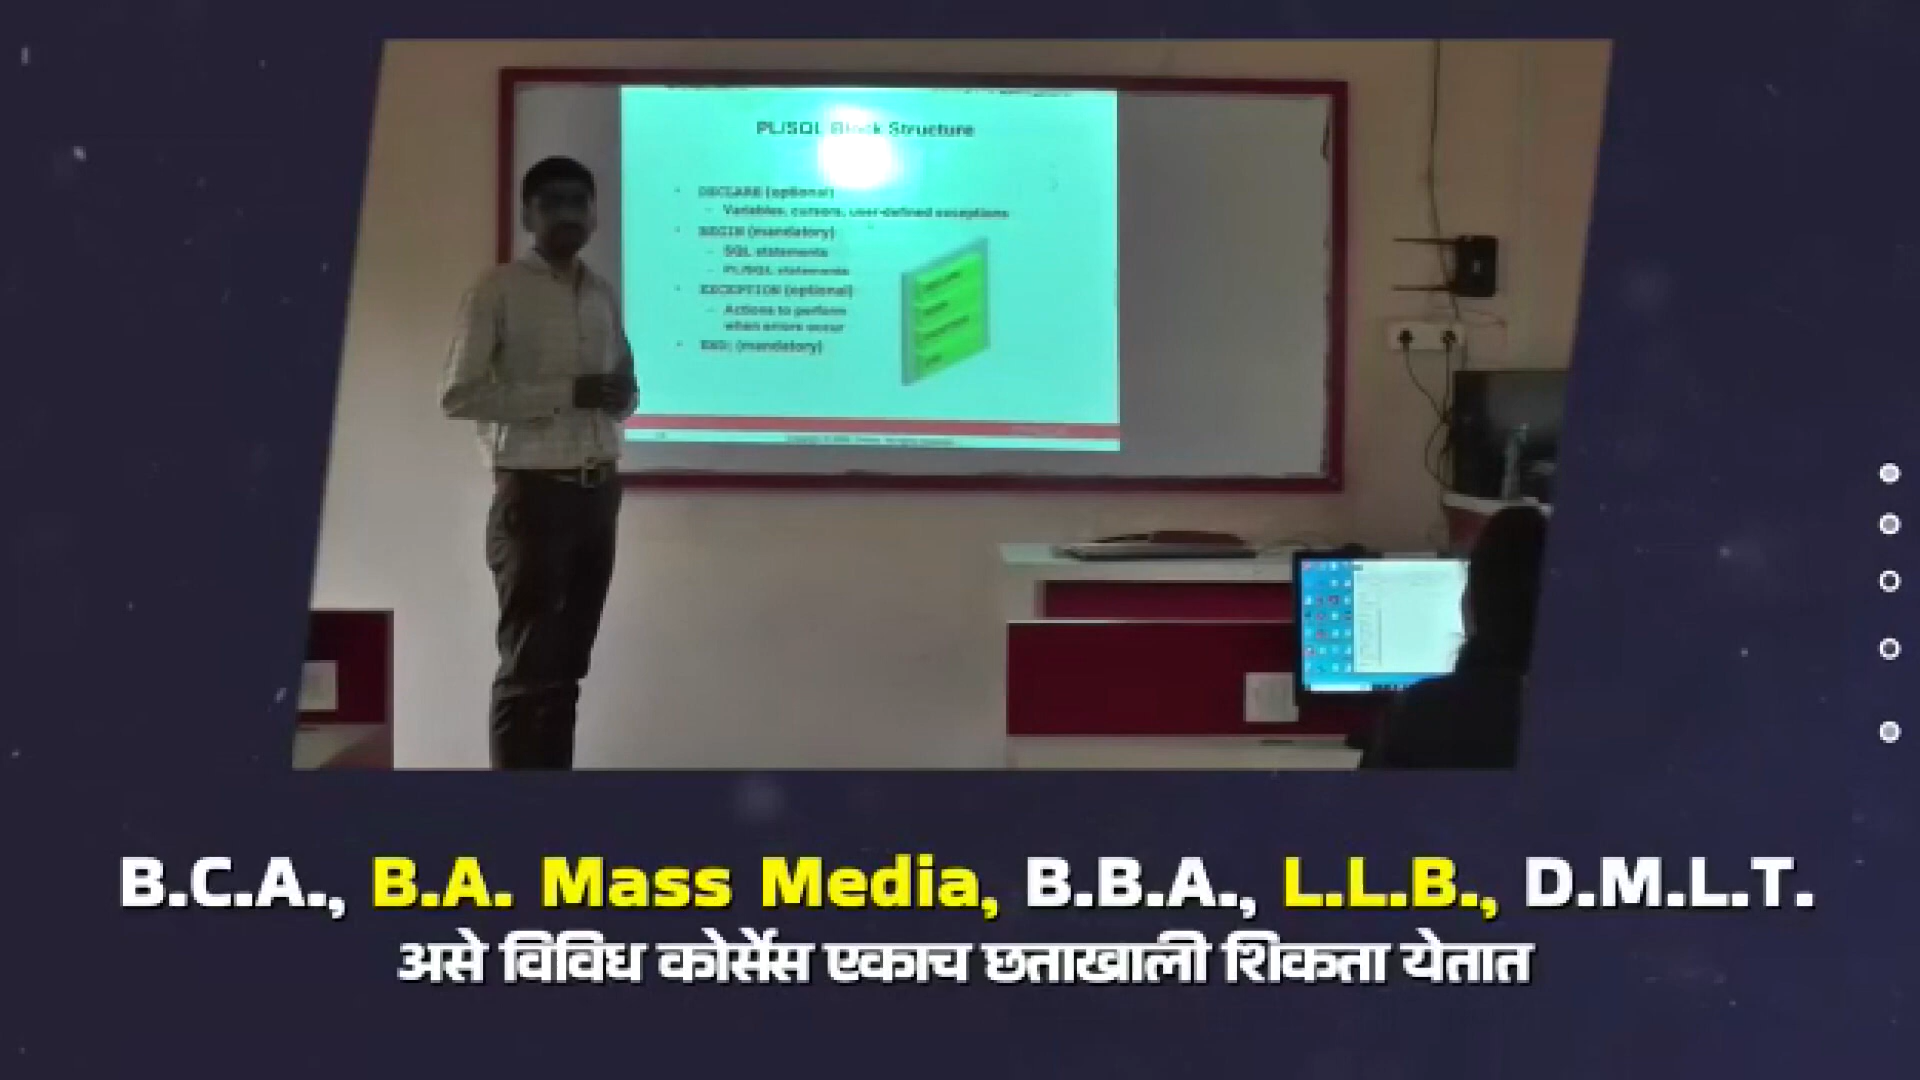 PL/SQL Block Structure
DECLARE (optional)
- Variables, cursors, user-defined exceptions
BEGIN (mandatory)
- SQL statements
- PL/SQL statements
EXCEPTION (optional)
- Actions to perform
when errors occur
END; (mandatory)
B.C.A., B.A. Mass Media, B.B.A., L.L.B., D.M.L.T.
असे विविध कोर्सेस एकाच छताखाली शिकता येतात